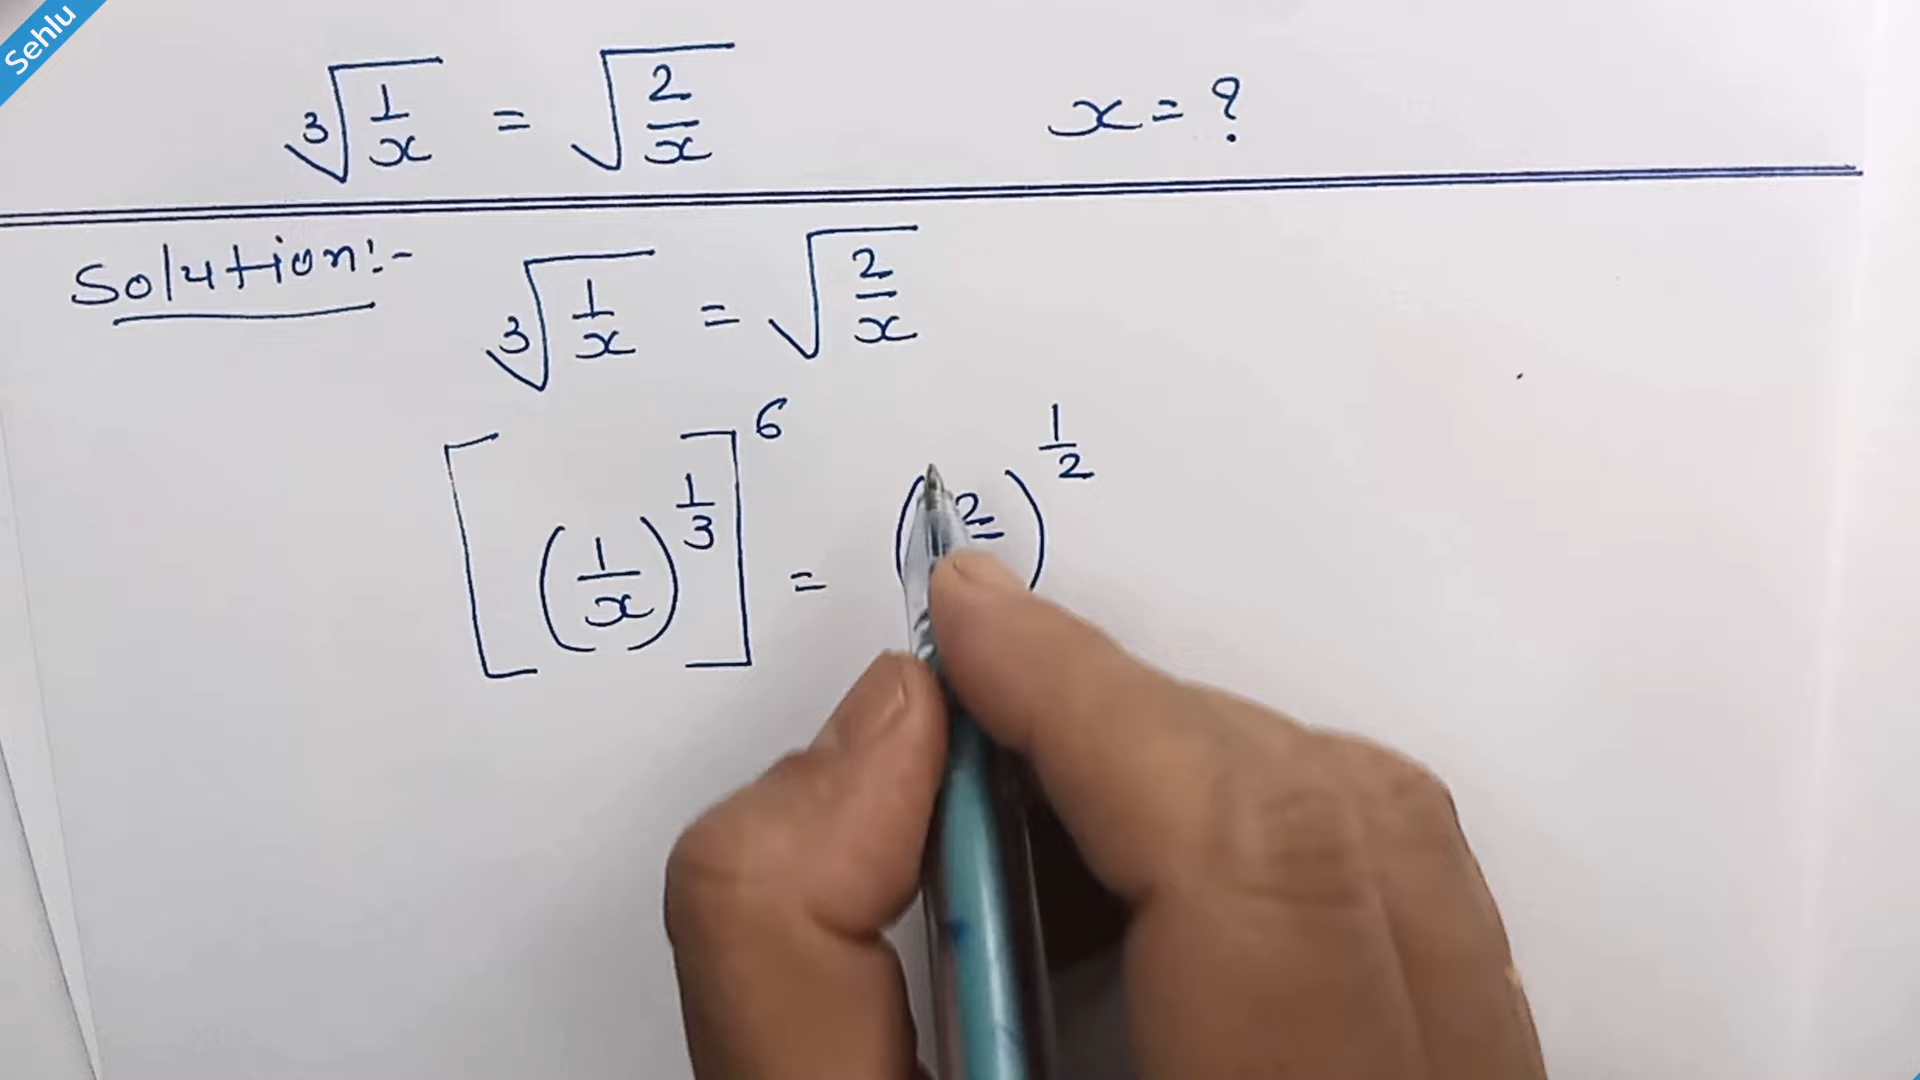 Sehlu
∛(1/x) = √(2/x) x = ?
Solution:-
∛(1/x) = √(2/x)
[(1/x)^(1/3)]^6 = (2/ )^(1/2)